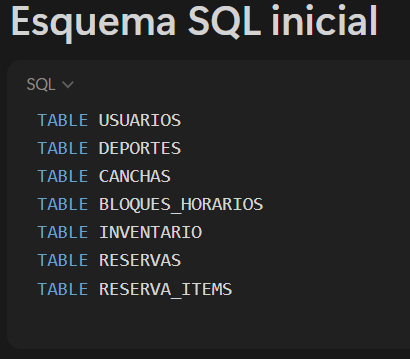 Esquema SQL inicial
SQL
TABLE USUARIOS
TABLE DEPORTES
TABLE CANCHAS
TABLE BLOQUES_HORARIOS
TABLE INVENTARIO
TABLE RESERVAS
TABLE RESERVA_ITEMS